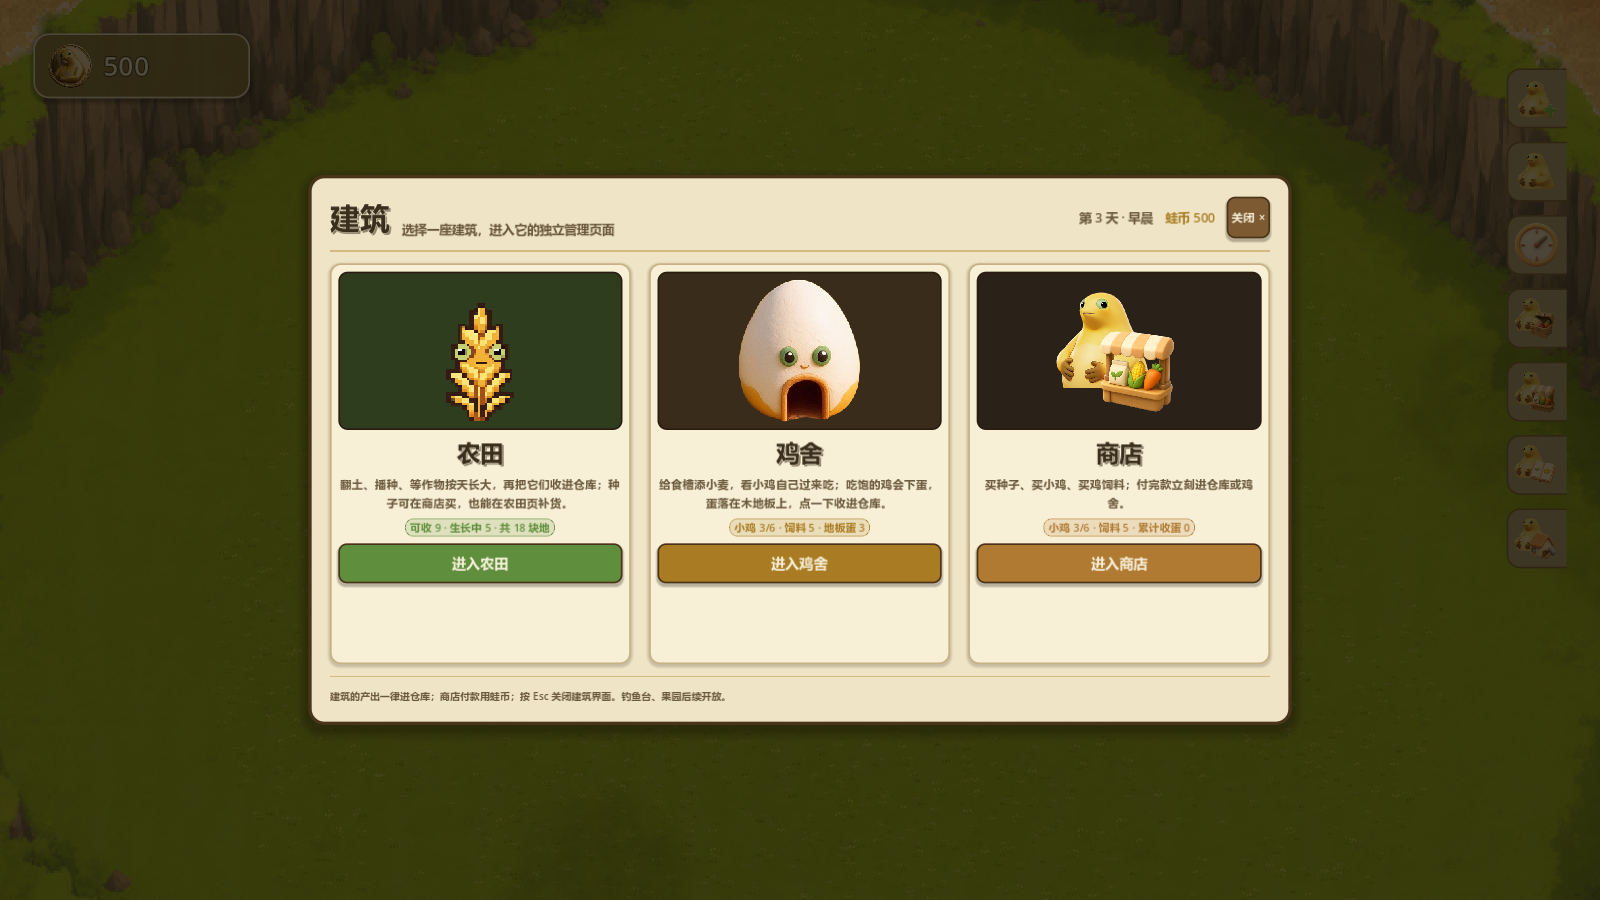 500
建筑
选择一座建筑，进入它的独立管理页面
第 3 天 · 早晨
蛙币 500
关闭 ×
农田
翻土、播种、等作物按天长大，再把它们收进仓库；种
子可在商店买，也能在农田页补货。
可收 9 · 生长中 5 · 共 18 块地
进入农田
鸡舍
给食槽添小麦，看小鸡自己过来吃；吃饱的鸡会下蛋，
蛋落在木地板上，点一下收进仓库。
小鸡 3/6 · 饲料 5 · 地板蛋 3
进入鸡舍
商店
买种子、买小鸡、买鸡饲料；付完款立刻进仓库或鸡
舍。
小鸡 3/6 · 饲料 5 · 累计收蛋 0
进入商店
建筑的产出一律进仓库；商店付款用蛙币；按 Esc 关闭建筑界面。钓鱼台、果园后续开放。